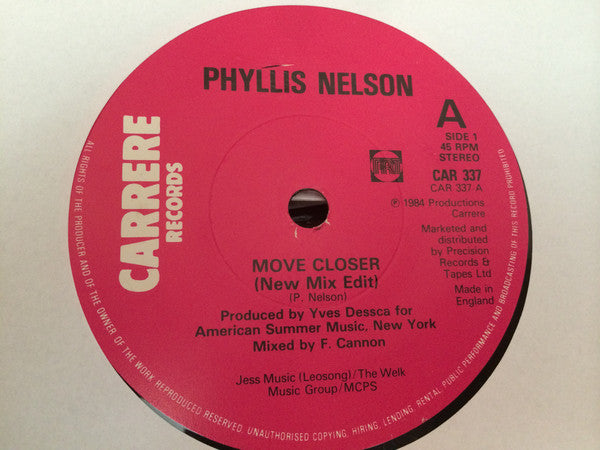 PHYLLIS NELSON
CARRERE
RECORDS
A
SIDE 1
45 RPM
STEREO
PRT
CAR 337
CAR 337-A
℗ 1984 Productions
Carrere
Marketed and
distributed
by Precision
Records &
Tapes Ltd
Made in
England
MOVE CLOSER
(New Mix Edit)
(P. Nelson)
Produced by Yves Dessca for
American Summer Music, New York
Mixed by F. Cannon
Jess Music (Leosong)/The Welk
Music Group/MCPS
ALL RIGHTS OF THE PRODUCER AND OF THE OWNER OF THE WORK REPRODUCED RESERVED. UNAUTHORISED COPYING, HIRING, LENDING, RENTAL, PUBLIC PERFORMANCE AND BROADCASTING OF THIS RECORD PROHIBITED.